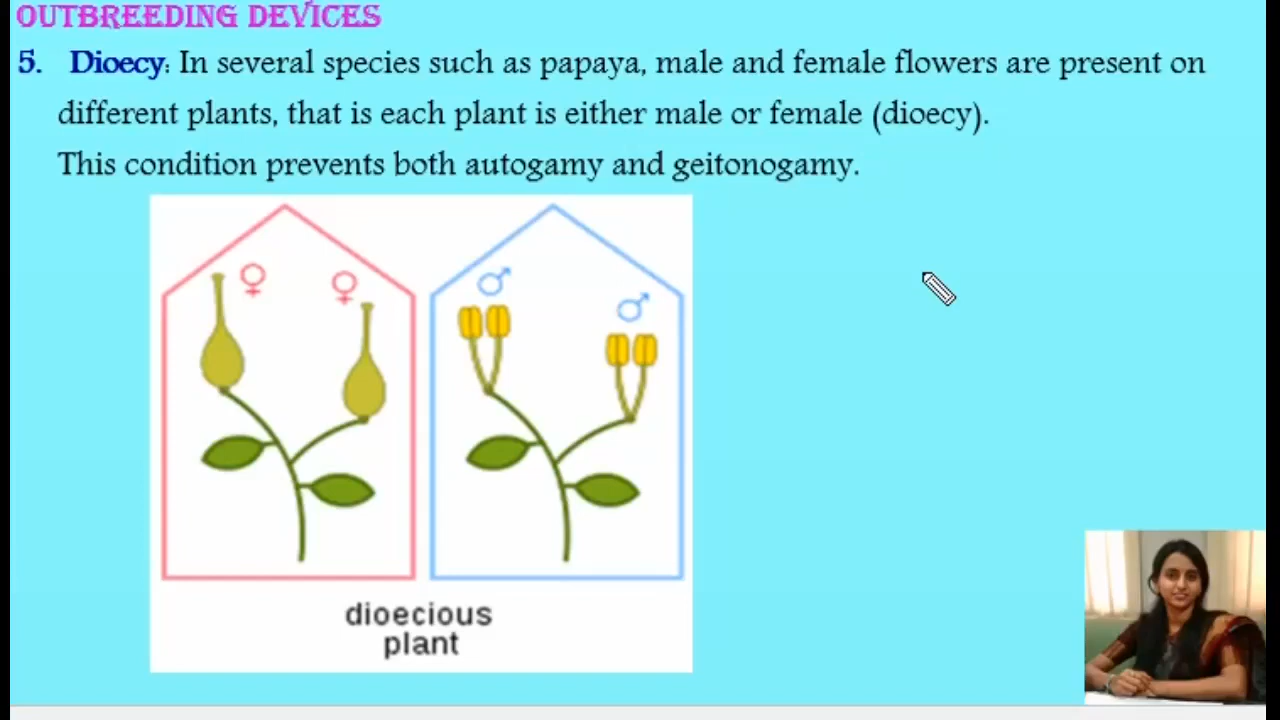 OUTBREEDING DEVICES
5. Dioecy: In several species such as papaya, male and female flowers are present on
different plants, that is each plant is either male or female (dioecy).
This condition prevents both autogamy and geitonogamy.
♀ ♀ ♂ ♂
dioecious
plant